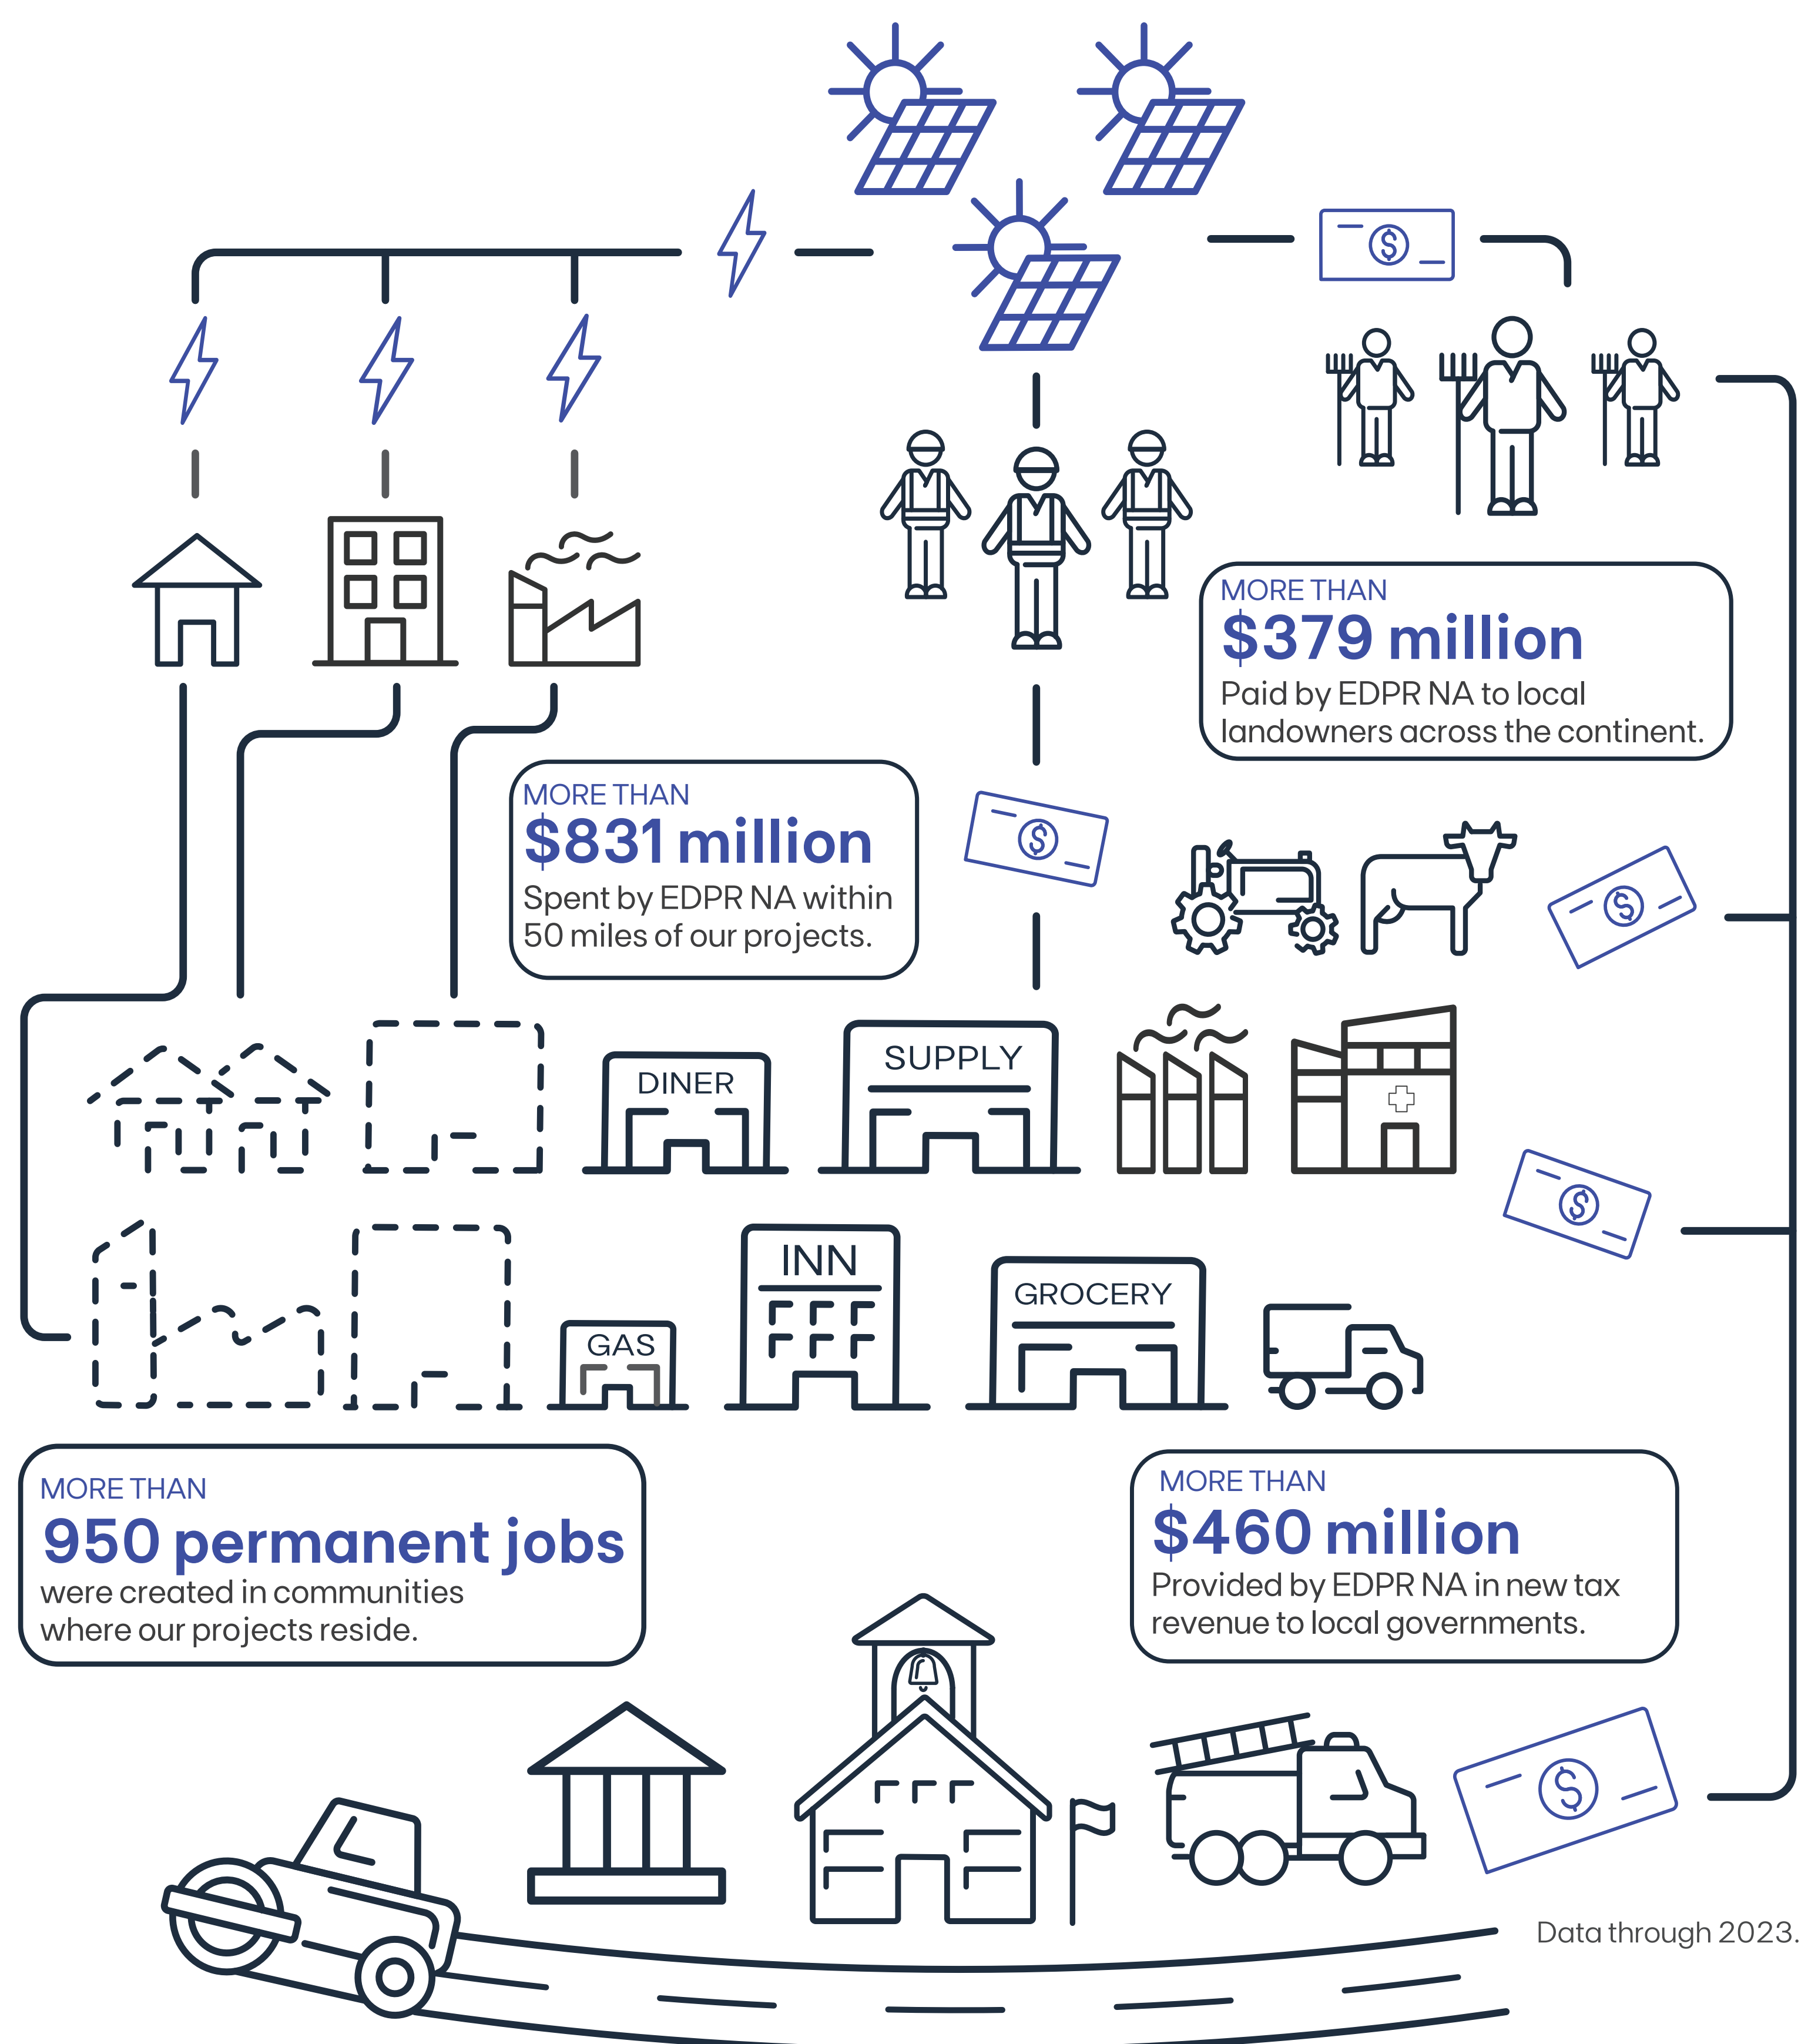 MORE THAN
$379 million
Paid by EDPR NA to local
landowners across the continent.
MORE THAN
$831 million
Spent by EDPR NA within
50 miles of our projects.
DINER
SUPPLY
GAS
INN
GROCERY
MORE THAN
950 permanent jobs
were created in communities
where our projects reside.
MORE THAN
$460 million
Provided by EDPR NA in new tax
revenue to local governments.
Data through 2023.